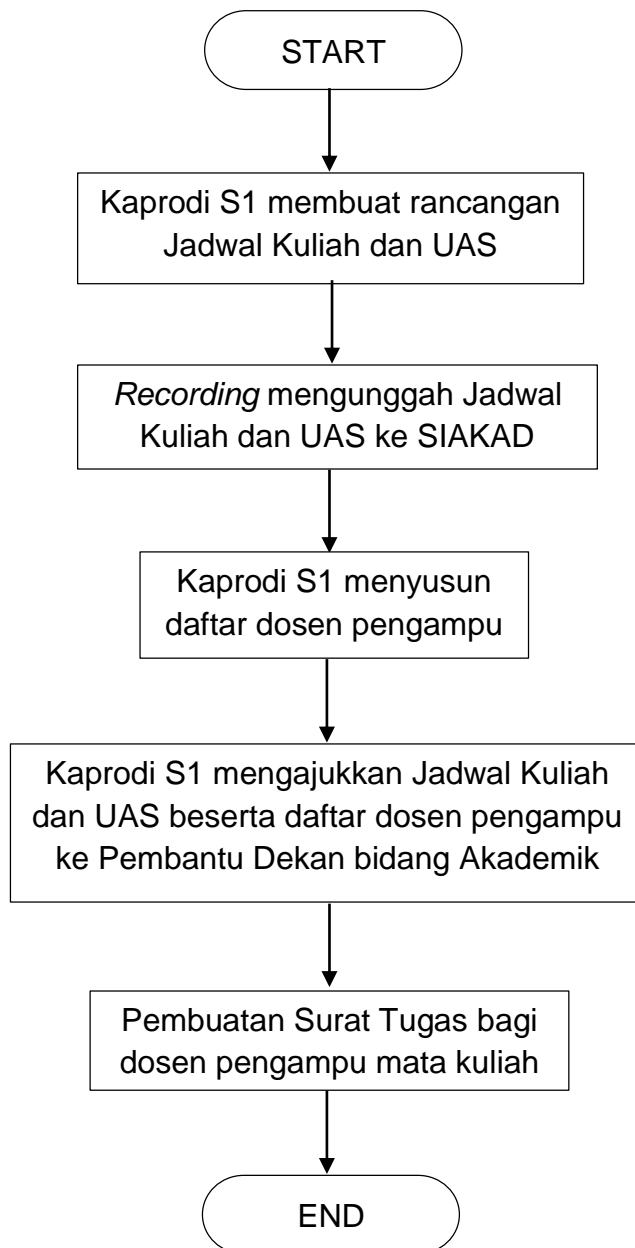 START
Kaprodi S1 membuat rancangan
Jadwal Kuliah dan UAS
Recording mengunggah Jadwal
Kuliah dan UAS ke SIAKAD
Kaprodi S1 menyusun
daftar dosen pengampu
Kaprodi S1 mengajukkan Jadwal Kuliah
dan UAS beserta daftar dosen pengampu
ke Pembantu Dekan bidang Akademik
Pembuatan Surat Tugas bagi
dosen pengampu mata kuliah
END